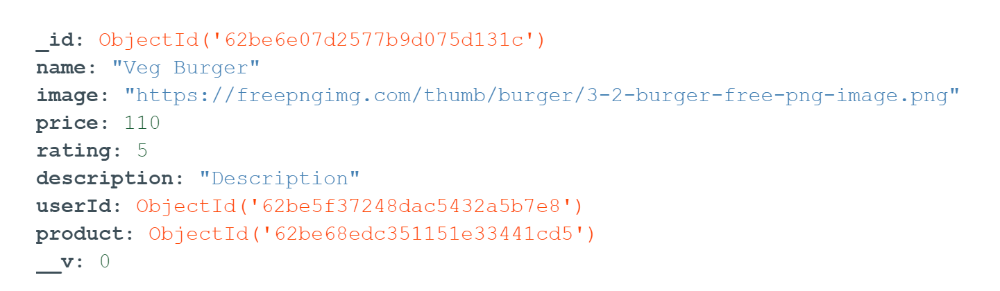 _id: ObjectId('62be6e07d2577b9d075d131c')
name: "Veg Burger"
image: "https://freepngimg.com/thumb/burger/3-2-burger-free-png-image.png"
price: 110
rating: 5
description: "Description"
userId: ObjectId('62be5f37248dac5432a5b7e8')
product: ObjectId('62be68edc351151e33441cd5')
__v: 0